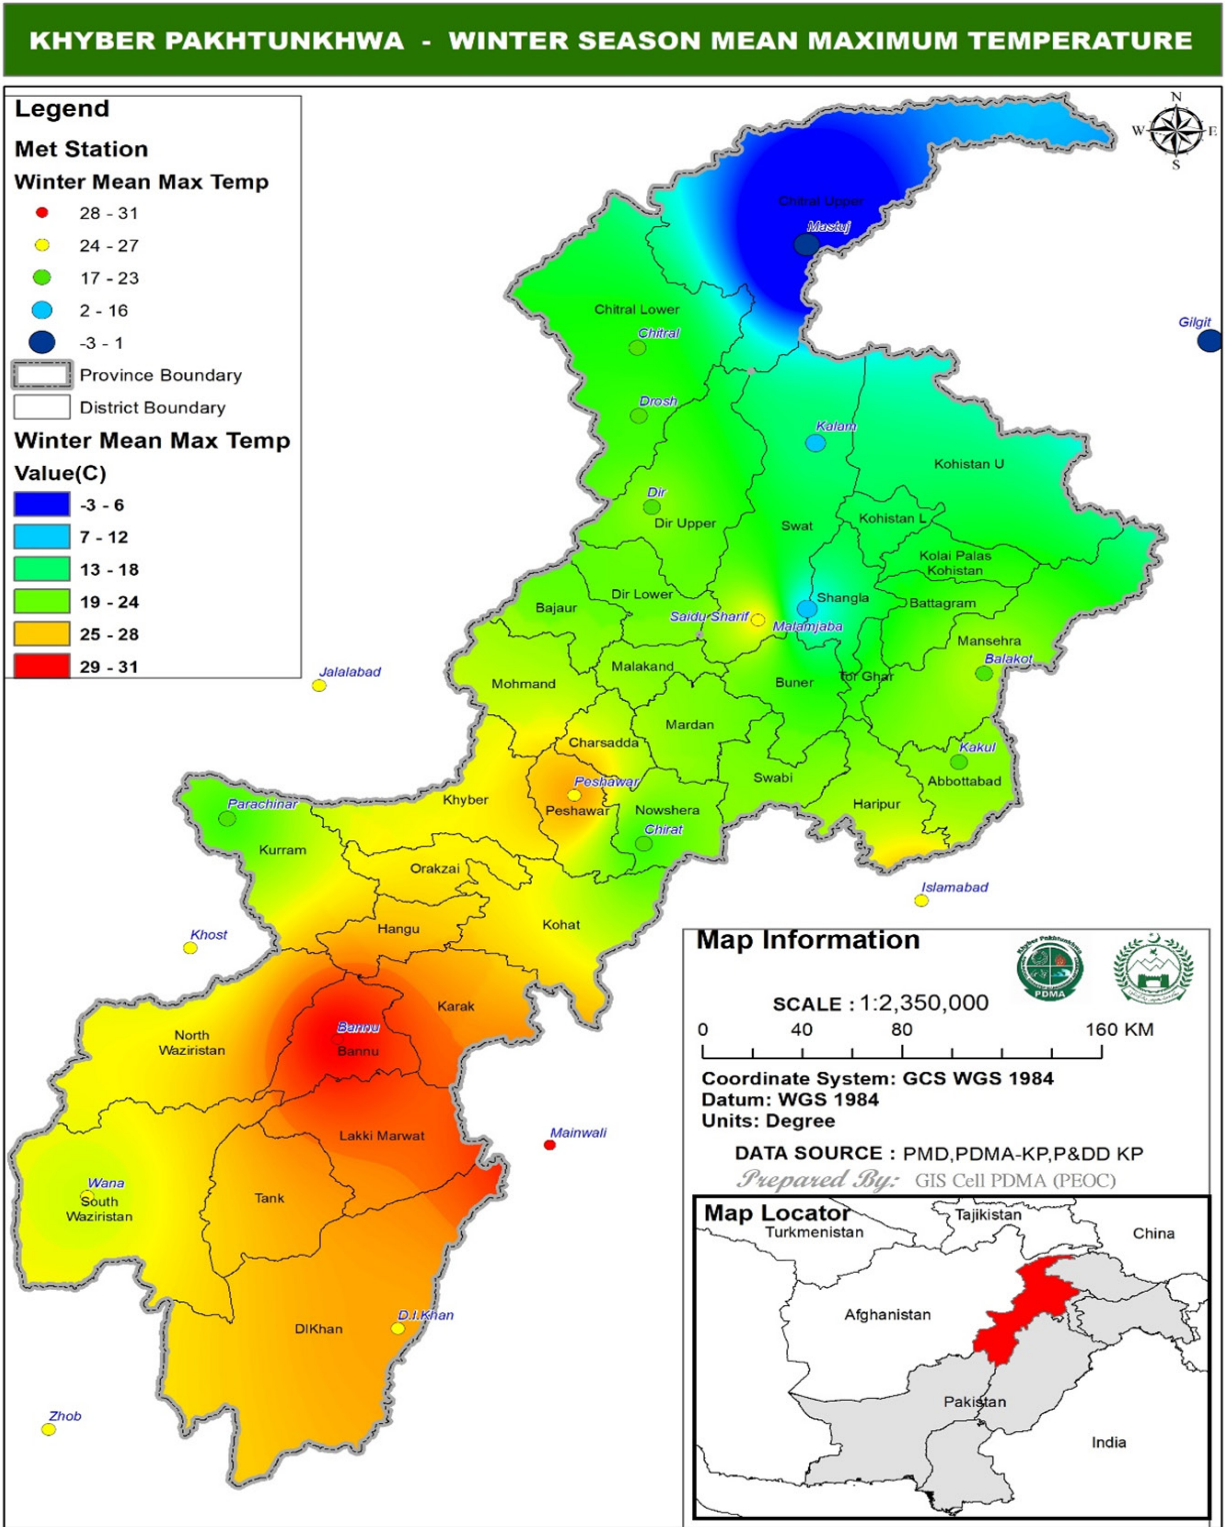 KHYBER PAKHTUNKHWA - WINTER SEASON MEAN MAXIMUM TEMPERATURE
Legend
Met Station
Winter Mean Max Temp
28 - 31
24 - 27
17 - 23
2 - 16
-3 - 1
Province Boundary
District Boundary
Winter Mean Max Temp
Value(C)
-3 - 6
7 - 12
13 - 18
19 - 24
25 - 28
29 - 31
N
W
E
S
Chitral Upper
Mastuj
Gilgit
Chitral Lower
Chitral
Drosh
Kalam
Kohistan U
Dir
Dir Upper
Swat
Kohistan L
Kolai Palas
Kohistan
Dir Lower
Bajaur
Shangla
Battagram
Saidu Sharif
Malamjaba
Mansehra
Balakot
Malakand
Jalalabad
Mohmand
Buner
Tor Ghar
Mardan
Charsadda
Kakul
Swabi
Abbottabad
Peshawar
Peshawar
Khyber
Nowshera
Haripur
Parachinar
Chirat
Kurram
Orakzai
Islamabad
Hangu
Kohat
Khost
Karak
North
Waziristan
Bannu
Bannu
Lakki Marwat
Mainwali
Wana
South
Waziristan
Tank
DIKhan
D.I.Khan
Zhob
Map Information
Khyber Pakhtunkhwa
PDMA
SCALE : 1:2,350,000
0 40 80 160 KM
Coordinate System: GCS WGS 1984
Datum: WGS 1984
Units: Degree
DATA SOURCE : PMD,PDMA-KP,P&DD KP
Prepared By: GIS Cell PDMA (PEOC)
Map Locator
Turkmenistan
Tajikistan
China
Afghanistan
Pakistan
India